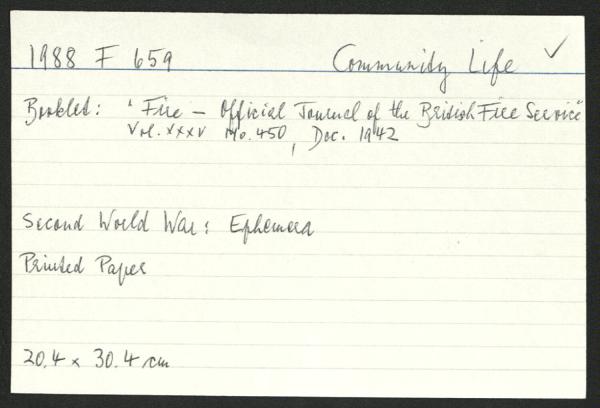 1988 F 659 Community Life ✓
Booklet: "Fire - Official Journal of the British Fire Service"
Vol. XXXV No. 450, Dec. 1942
Second World War: Ephemera
Printed Paper
20.4 x 30.4 cm